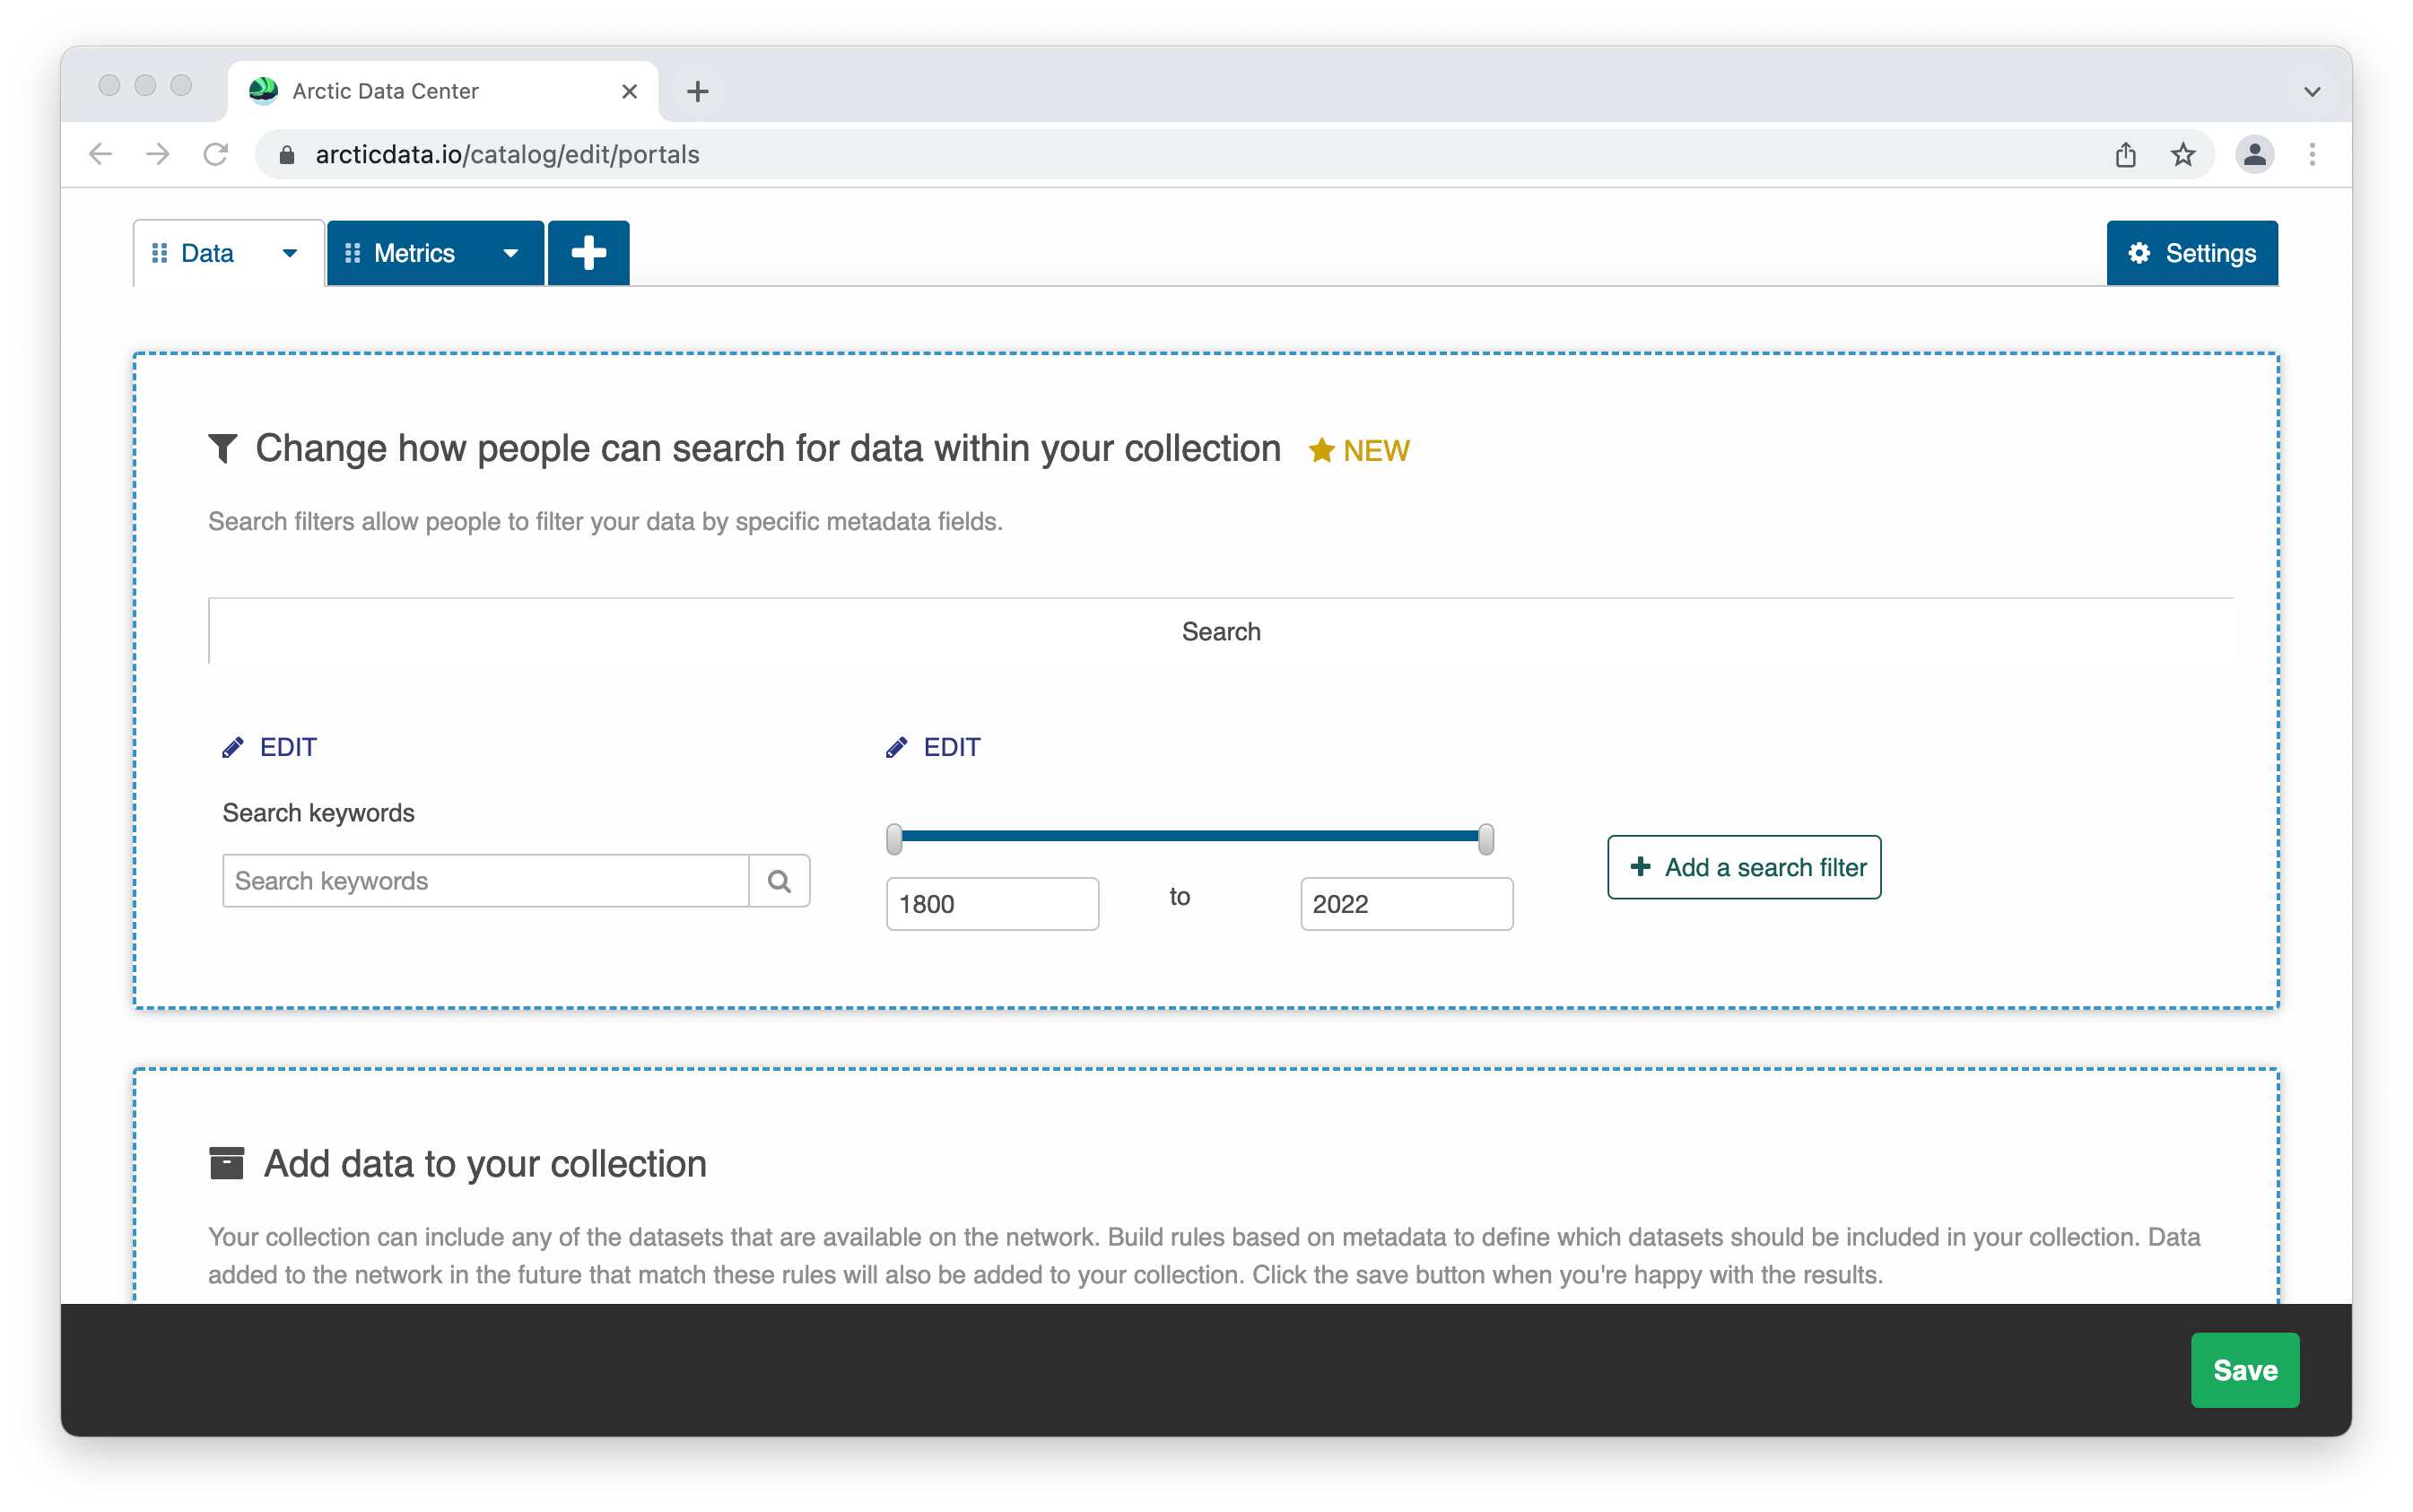 Arctic Data Center
arcticdata.io/catalog/edit/portals
Data
Metrics
Settings
Change how people can search for data within your collection
NEW
Search filters allow people to filter your data by specific metadata fields.
Search
EDIT
EDIT
Search keywords
Search keywords
1800
to
2022
Add a search filter
Add data to your collection
Your collection can include any of the datasets that are available on the network. Build rules based on metadata to define which datasets should be included in your collection. Data
added to the network in the future that match these rules will also be added to your collection. Click the save button when you're happy with the results.
Save